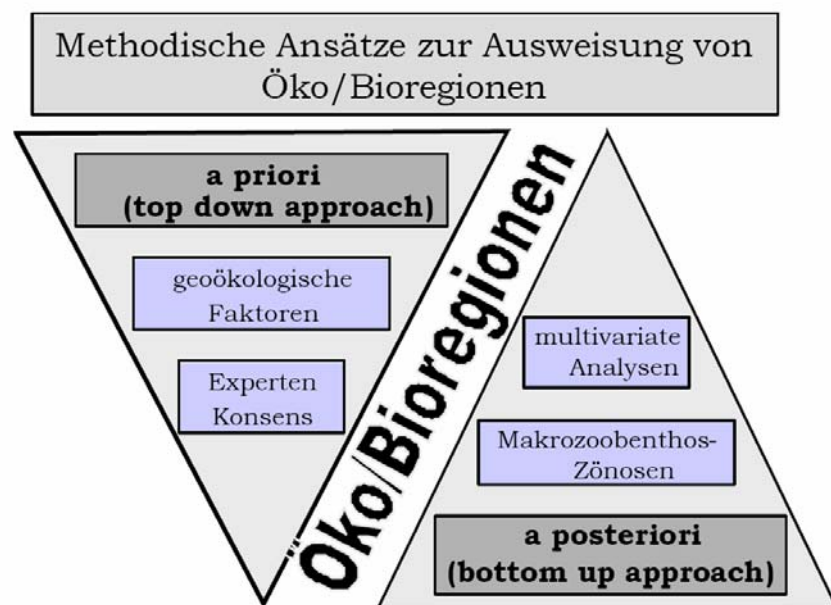 Methodische Ansätze zur Ausweisung von
Öko/Bioregionen
a priori
(top down approach)
geoökologische
Faktoren
Experten
Konsens
Öko/Bioregionen
multivariate
Analysen
Makrozoobenthos-
Zönosen
a posteriori
(bottom up approach)